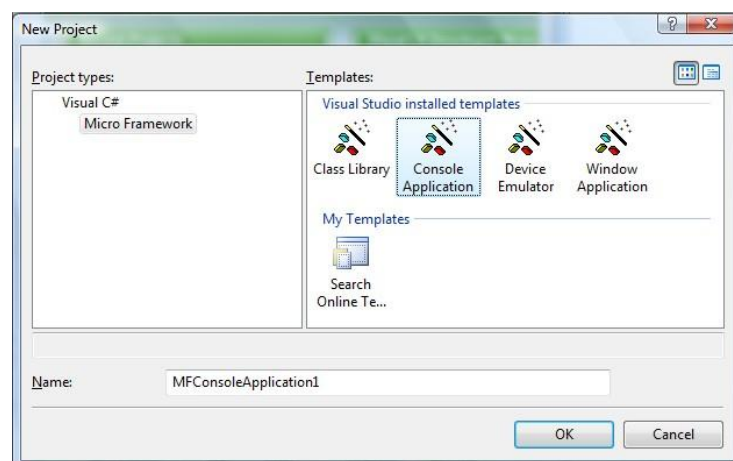 New Project
Project types:
Visual C#
Micro Framework
Templates:
Visual Studio installed templates
Class Library
Console Application
Device Emulator
Window Application
My Templates
Search Online Te...
Name:
MFConsoleApplication1
OK
Cancel